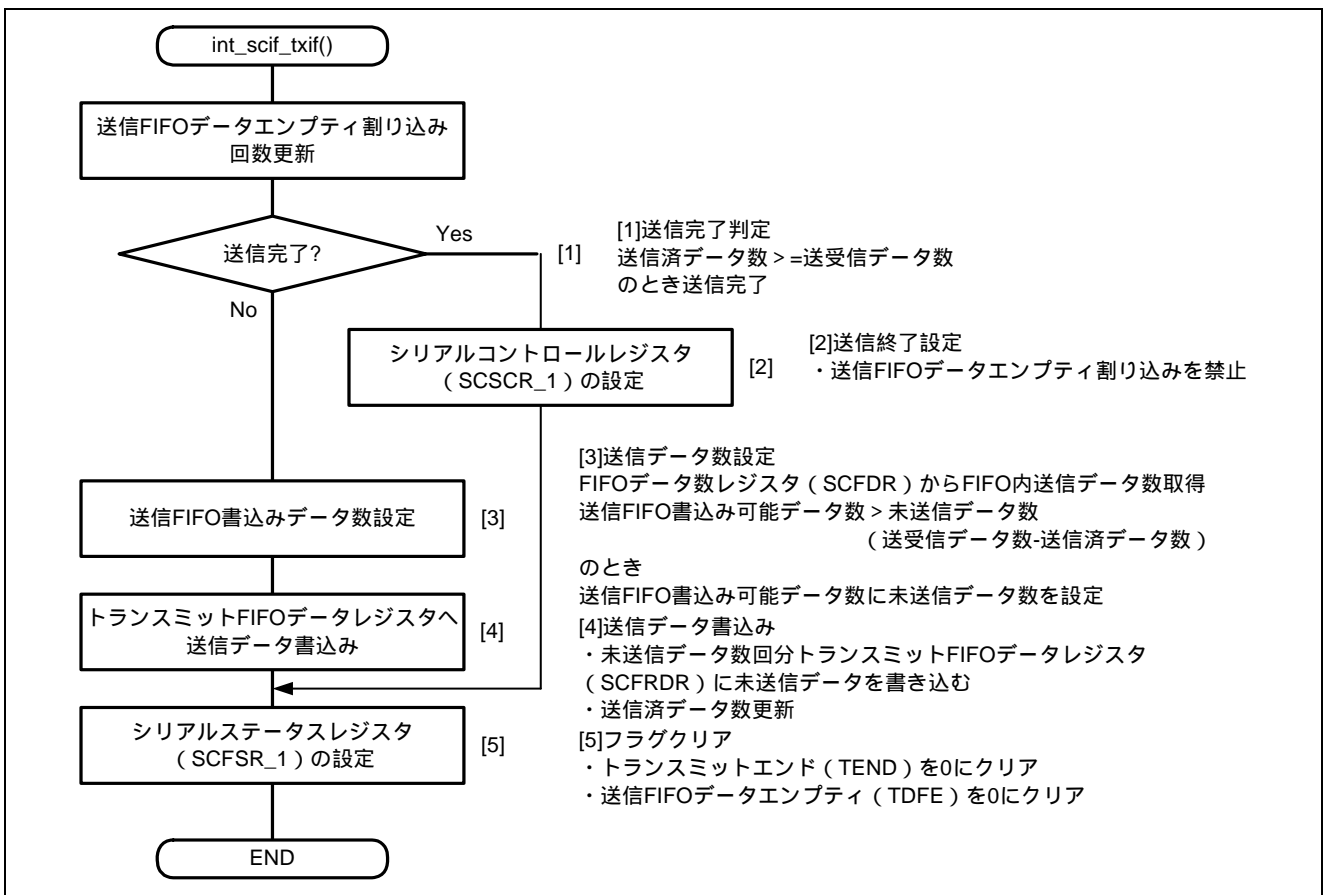 int_scif_txif()
送信FIFOデータエンプティ割り込み
回数更新
送信完了?
Yes
No
[1]
[1]送信完了判定
送信済データ数>=送受信データ数
のとき送信完了
シリアルコントロールレジスタ
(SCSCR_1)の設定
[2]
[2]送信終了設定
・送信FIFOデータエンプティ割り込みを禁止
送信FIFO書込みデータ数設定
[3]
[3]送信データ数設定
FIFOデータ数レジスタ(SCFDR)からFIFO内送信データ数取得
送信FIFO書込み可能データ数>未送信データ数
(送受信データ数-送信済データ数)
のとき
送信FIFO書込み可能データ数に未送信データ数を設定
トランスミットFIFOデータレジスタへ
送信データ書込み
[4]
[4]送信データ書込み
・未送信データ数回分トランスミットFIFOデータレジスタ
(SCFRDR)に未送信データを書き込む
・送信済データ数更新
シリアルステータスレジスタ
(SCFSR_1)の設定
[5]
[5]フラグクリア
・トランスミットエンド(TEND)を0にクリア
・送信FIFOデータエンプティ(TDFE)を0にクリア
END